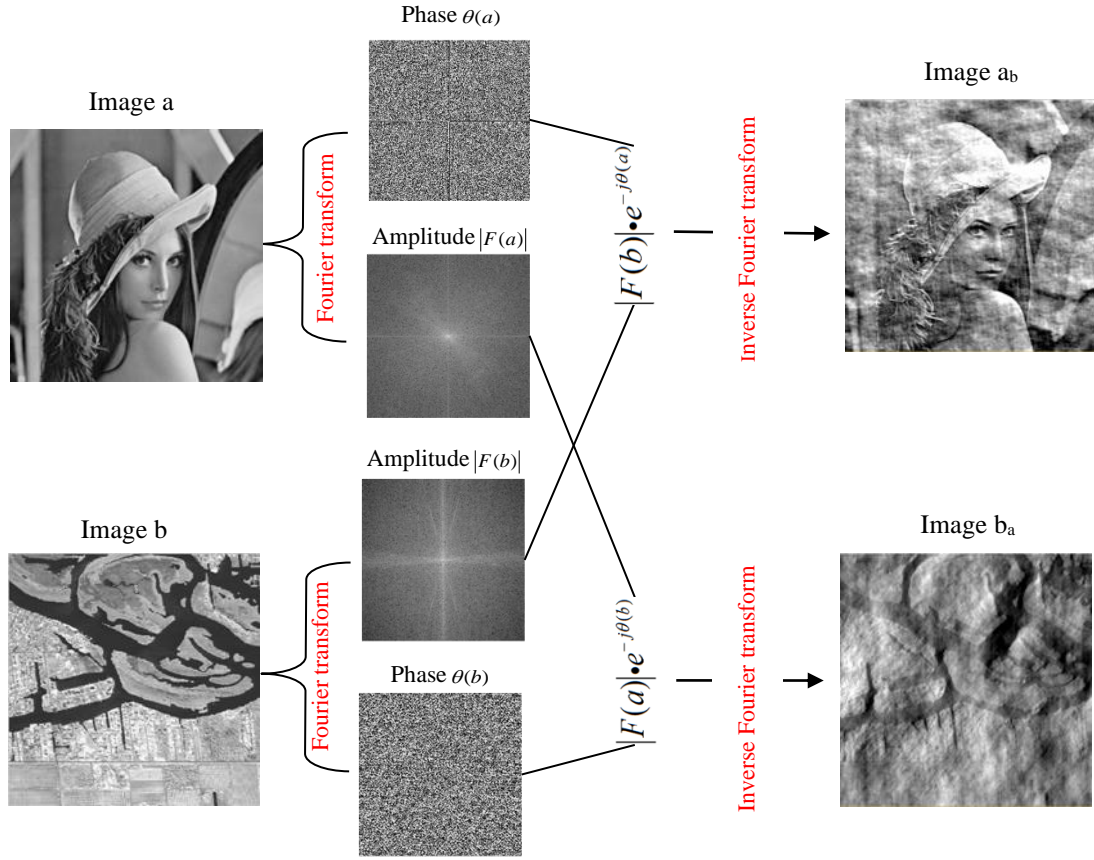 Phase θ(a)
Image a
Fourier transform
Amplitude |F(a)|
|F(b)|•e^{-jθ(a)}
Inverse Fourier transform
Image a_b
Amplitude |F(b)|
Image b
Fourier transform
Phase θ(b)
|F(a)|•e^{-jθ(b)}
Inverse Fourier transform
Image b_a